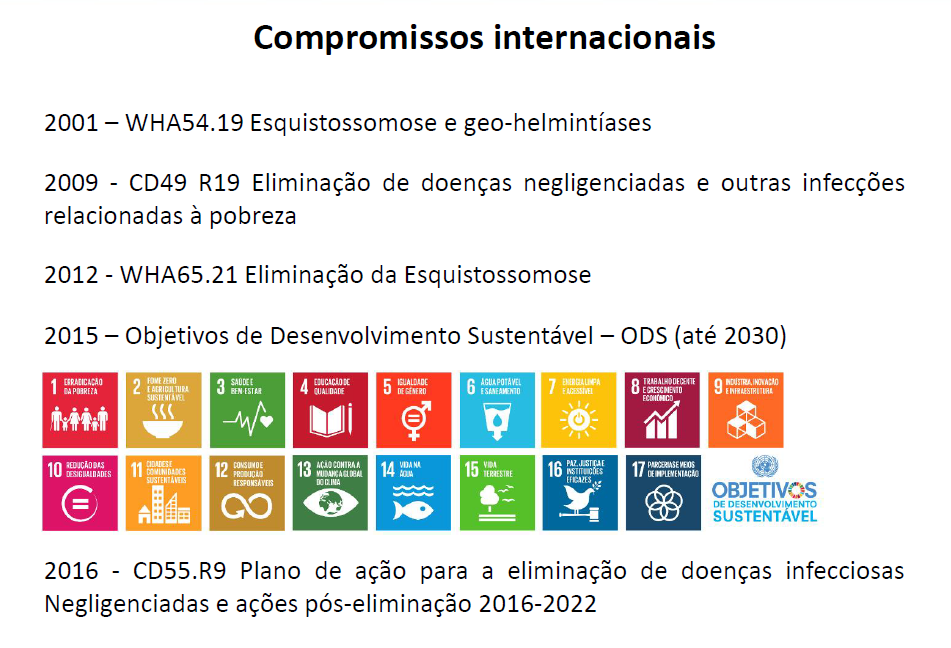 Compromissos internacionais
2001 – WHA54.19 Esquistossomose e geo-helmintíases
2009 - CD49 R19 Eliminação de doenças negligenciadas e outras infecções
relacionadas à pobreza
2012 - WHA65.21 Eliminação da Esquistossomose
2015 – Objetivos de Desenvolvimento Sustentável – ODS (até 2030)
1 ERRADICAÇÃO
DA POBREZA
2 FOME ZERO
E AGRICULTURA
SUSTENTÁVEL
3 SAÚDE E
BEM-ESTAR
4 EDUCAÇÃO DE
QUALIDADE
5 IGUALDADE
DE GÊNERO
6 ÁGUA POTÁVEL
E SANEAMENTO
7 ENERGIA LIMPA
E ACESSÍVEL
8 TRABALHO DECENTE
E CRESCIMENTO
ECONÔMICO
9 INDÚSTRIA, INOVAÇÃO
E INFRAESTRUTURA
10 REDUÇÃO DAS
DESIGUALDADES
11 CIDADES E
COMUNIDADES
SUSTENTÁVEIS
12 CONSUMO E
PRODUÇÃO
RESPONSÁVEIS
13 AÇÃO CONTRA A
MUDANÇA GLOBAL
DO CLIMA
14 VIDA NA
ÁGUA
15 VIDA
TERRESTRE
16 PAZ, JUSTIÇA E
INSTITUIÇÕES
EFICAZES
17 PARCERIAS E MEIOS
DE IMPLEMENTAÇÃO
OBJETIVOS
DE DESENVOLVIMENTO
SUSTENTÁVEL
2016 - CD55.R9 Plano de ação para a eliminação de doenças infecciosas
Negligenciadas e ações pós-eliminação 2016-2022